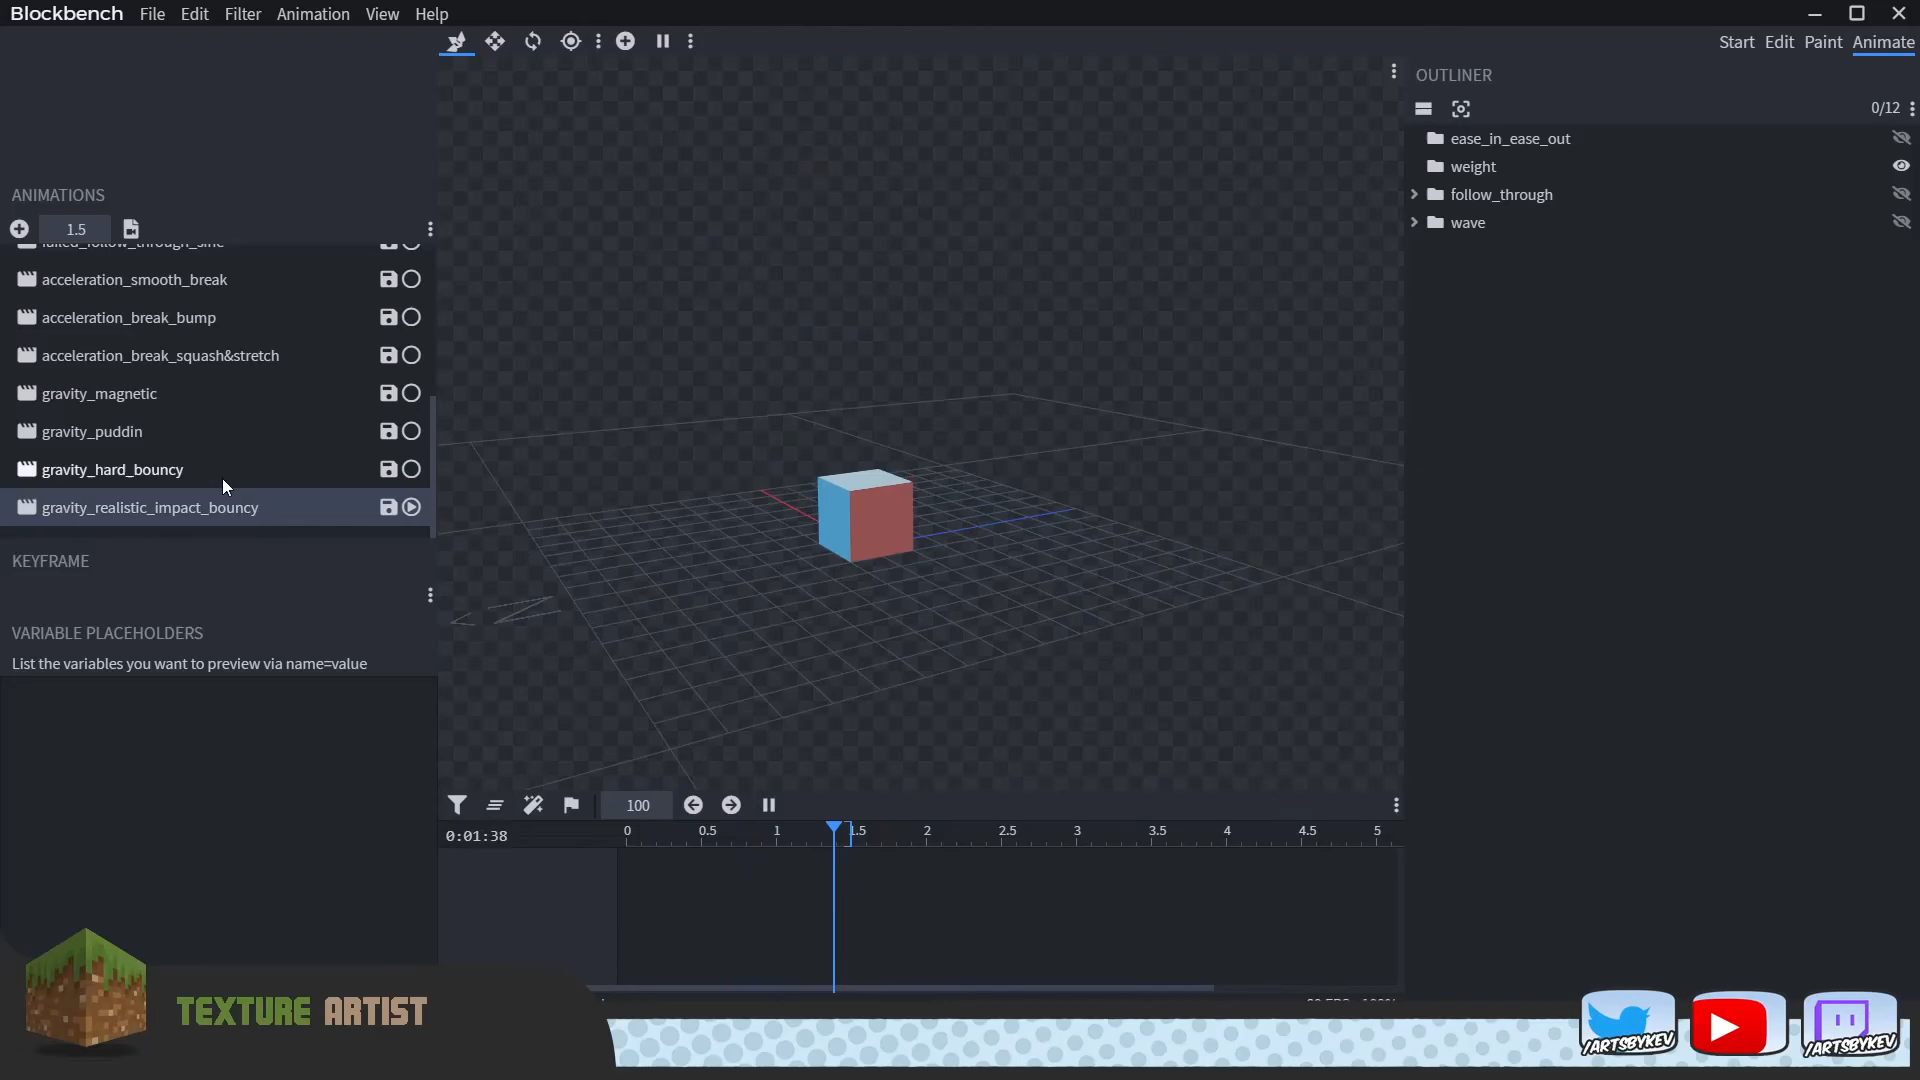 Blockbench File Edit Filter Animation View Help
Start Edit Paint Animate
OUTLINER
0/12
ease_in_ease_out
weight
follow_through
wave
ANIMATIONS
1.5
failed_follow_through_sine
acceleration_smooth_break
acceleration_break_bump
acceleration_break_squash&stretch
gravity_magnetic
gravity_puddin
gravity_hard_bouncy
gravity_realistic_impact_bouncy
KEYFRAME
VARIABLE PLACEHOLDERS
List the variables you want to preview via name=value
100
0:01:38
0 0.5 1 1.5 2 2.5 3 3.5 4 4.5 5
TEXTURE ARTIST
/ARTSBYKEV
/ARTSBYKEV